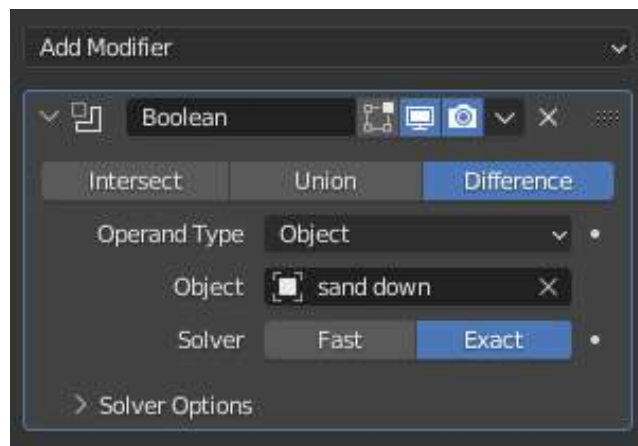 Add Modifier
Boolean
Intersect Union Difference
Operand Type Object
Object sand down
Solver Fast Exact
Solver Options